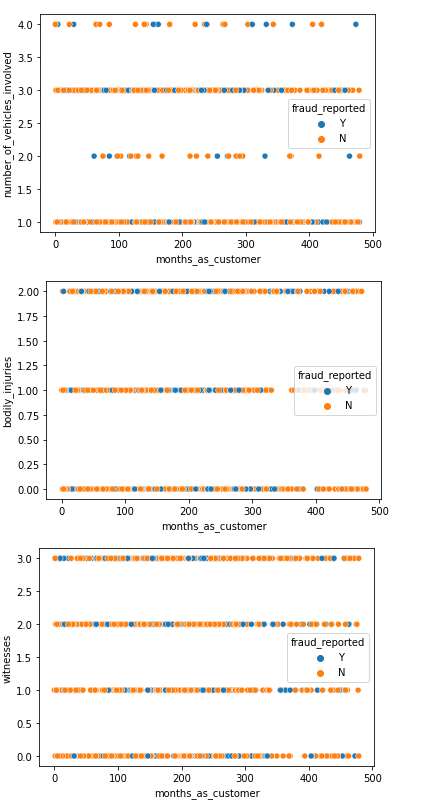 number_of_vehicles_involved
4.0
3.5
3.0
2.5
2.0
1.5
1.0
fraud_reported
Y
N
0 100 200 300 400 500
months_as_customer
bodily_injuries
2.00
1.75
1.50
1.25
1.00
0.75
0.50
0.25
0.00
fraud_reported
Y
N
0 100 200 300 400 500
months_as_customer
witnesses
3.0
2.5
2.0
1.5
1.0
0.5
0.0
fraud_reported
Y
N
0 100 200 300 400 500
months_as_customer